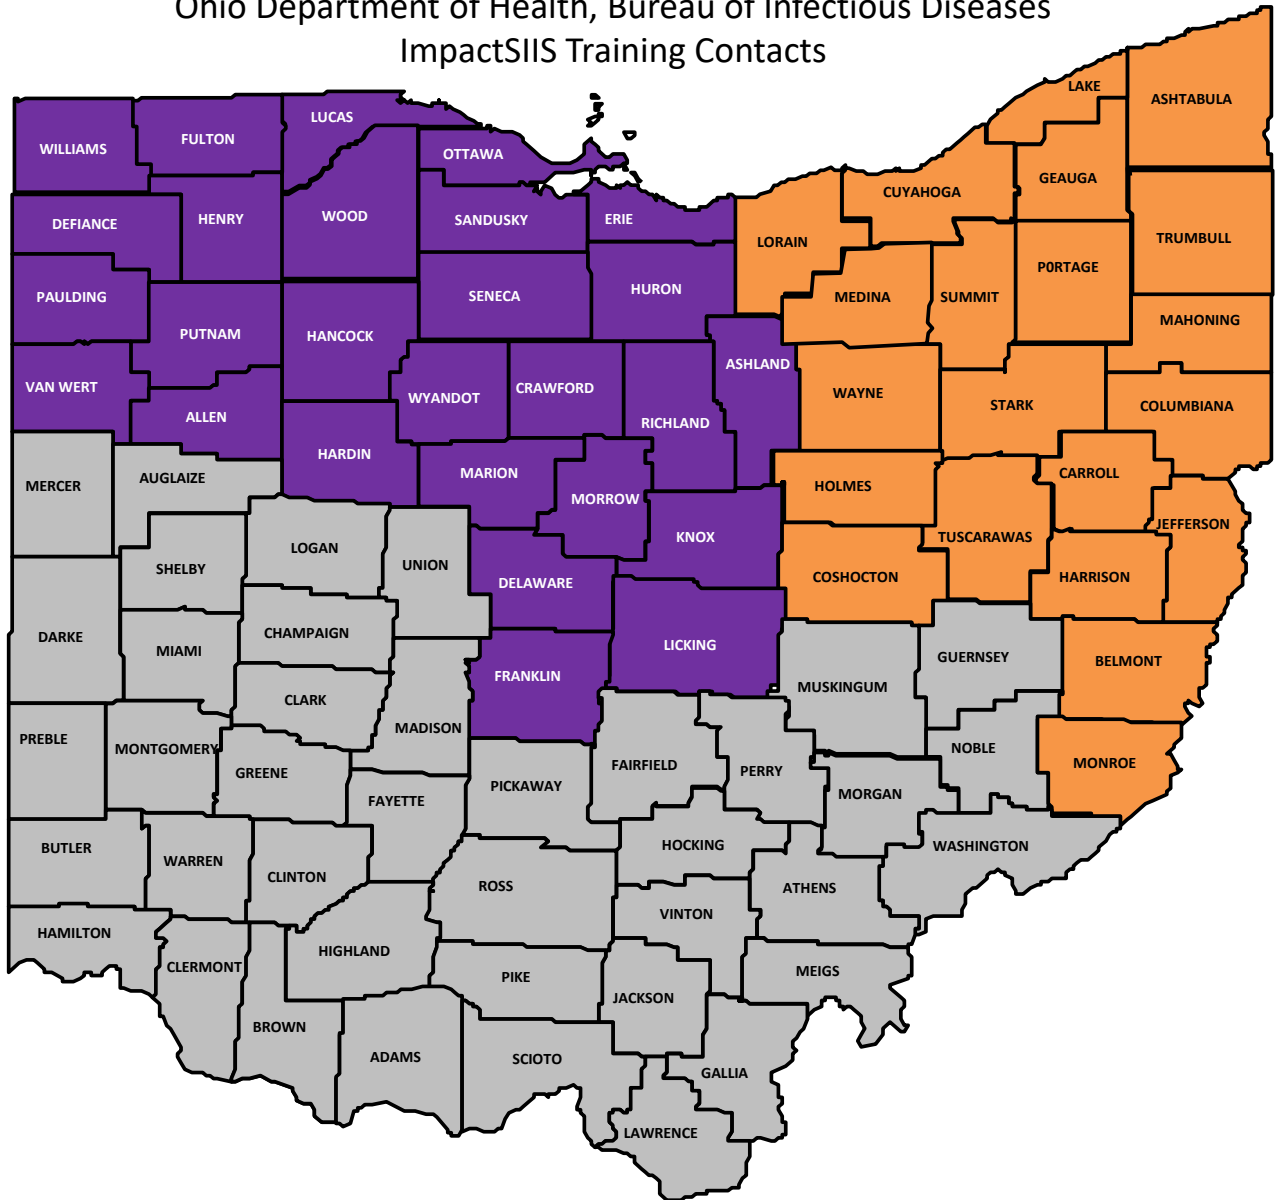 Ohio Department of Health, Bureau of Infectious Diseases
ImpactSIIS Training Contacts
LAKE
ASHTABULA
LUCAS
FULTON
WILLIAMS
OTTAWA
GEAUGA
CUYAHOGA
HENRY
WOOD
SANDUSKY
ERIE
DEFIANCE
LORAIN
TRUMBULL
P0RTAGE
PAULDING
SENECA
HURON
MEDINA
SUMMIT
MAHONING
PUTNAM
HANCOCK
ASHLAND
VAN WERT
WYANDOT
CRAWFORD
WAYNE
STARK
COLUMBIANA
ALLEN
RICHLAND
HARDIN
MARION
MERCER
AUGLAIZE
MORROW
HOLMES
CARROLL
JEFFERSON
KNOX
TUSCARAWAS
LOGAN
UNION
SHELBY
DELAWARE
COSHOCTON
HARRISON
DARKE
CHAMPAIGN
MIAMI
LICKING
GUERNSEY
BELMONT
FRANKLIN
MUSKINGUM
CLARK
MADISON
PREBLE
MONTGOMERY
NOBLE
GREENE
FAIRFIELD
PERRY
MONROE
PICKAWAY
MORGAN
FAYETTE
BUTLER
WARREN
HOCKING
WASHINGTON
CLINTON
ROSS
ATHENS
VINTON
HAMILTON
HIGHLAND
CLERMONT
PIKE
MEIGS
JACKSON
BROWN
ADAMS
SCIOTO
GALLIA
LAWRENCE